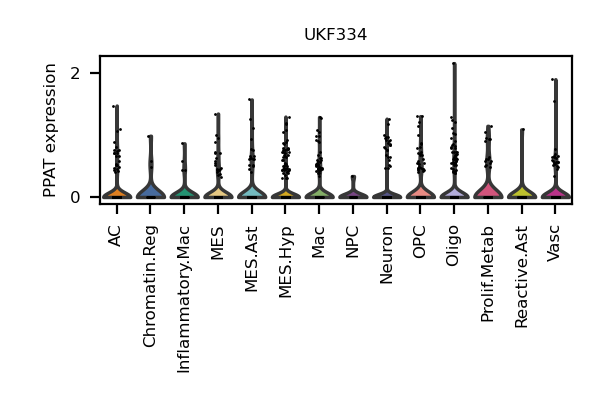 UKF334
PPAT expression
2
0
AC
Chromatin.Reg
Inflammatory.Mac
MES
MES.Ast
MES.Hyp
Mac
NPC
Neuron
OPC
Oligo
Prolif.Metab
Reactive.Ast
Vasc